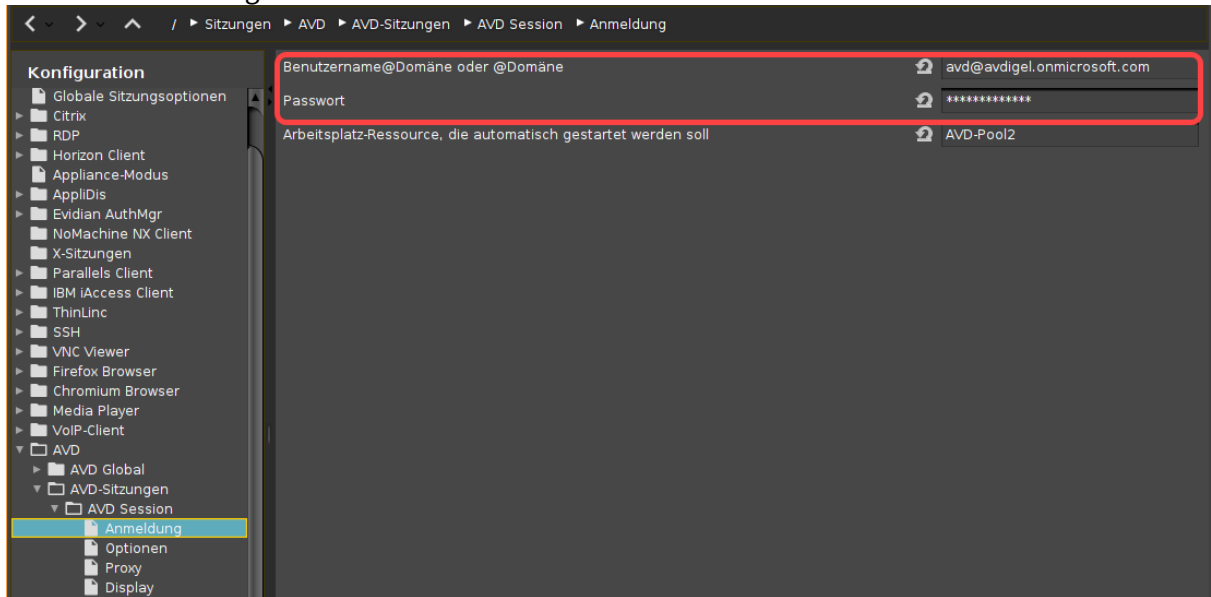 / Sitzungen AVD AVD-Sitzungen AVD Session Anmeldung
Konfiguration
Globale Sitzungsoptionen
Citrix
RDP
Horizon Client
Appliance-Modus
AppliDis
Evidian AuthMgr
NoMachine NX Client
X-Sitzungen
Parallels Client
IBM iAccess Client
ThinLinc
SSH
VNC Viewer
Firefox Browser
Chromium Browser
Media Player
VoIP-Client
AVD
AVD Global
AVD-Sitzungen
AVD Session
Anmeldung
Optionen
Proxy
Display
Benutzername@Domäne oder @Domäne avd@avdigel.onmicrosoft.com
Passwort *************
Arbeitsplatz-Ressource, die automatisch gestartet werden soll AVD-Pool2